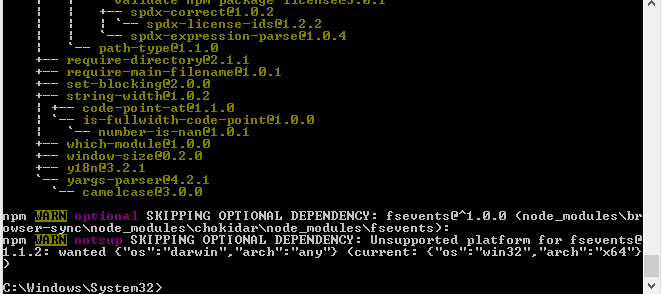 validate-npm-package-license@3.0.1
| | | +-- spdx-correct@1.0.2
| | | | `-- spdx-license-ids@1.2.2
| | | `-- spdx-expression-parse@1.0.4
| `-- path-type@1.1.0
+-- require-directory@2.1.1
+-- require-main-filename@1.0.1
+-- set-blocking@2.0.0
+-- string-width@1.0.2
| +-- code-point-at@1.1.0
| `-- is-fullwidth-code-point@1.0.0
| `-- number-is-nan@1.0.1
+-- which-module@1.0.0
+-- window-size@0.2.0
+-- y18n@3.2.1
`-- yargs-parser@4.2.1
`-- camelcase@3.0.0
npm WARN optional SKIPPING OPTIONAL DEPENDENCY: fsevents@^1.0.0 (node_modules\br
owser-sync\node_modules\chokidar\node_modules\fsevents):
npm WARN notsup SKIPPING OPTIONAL DEPENDENCY: Unsupported platform for fsevents@
1.1.2: wanted {"os":"darwin","arch":"any"} (current: {"os":"win32","arch":"x64"}
)
C:\Windows\System32>